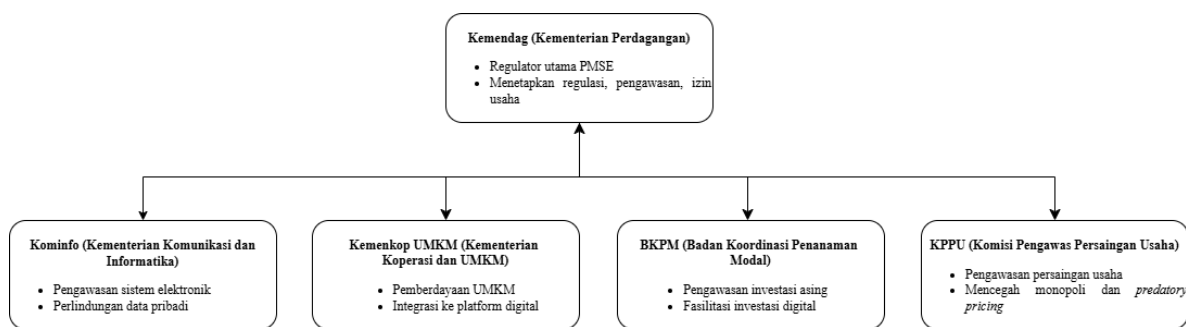 Kemendag (Kementerian Perdagangan)
• Regulator utama PMSE
• Menetapkan regulasi, pengawasan, izin
usaha
Kominfo (Kementerian Komunikasi dan
Informatika)
• Pengawasan sistem elektronik
• Perlindungan data pribadi
Kemenkop UMKM (Kementerian
Koperasi dan UMKM)
• Pemberdayaan UMKM
• Integrasi ke platform digital
BKPM (Badan Koordinasi Penanaman
Modal)
• Pengawasan investasi asing
• Fasilitasi investasi digital
KPPU (Komisi Pengawas Persaingan Usaha)
• Pengawasan persaingan usaha
• Mencegah monopoli dan predatory
pricing